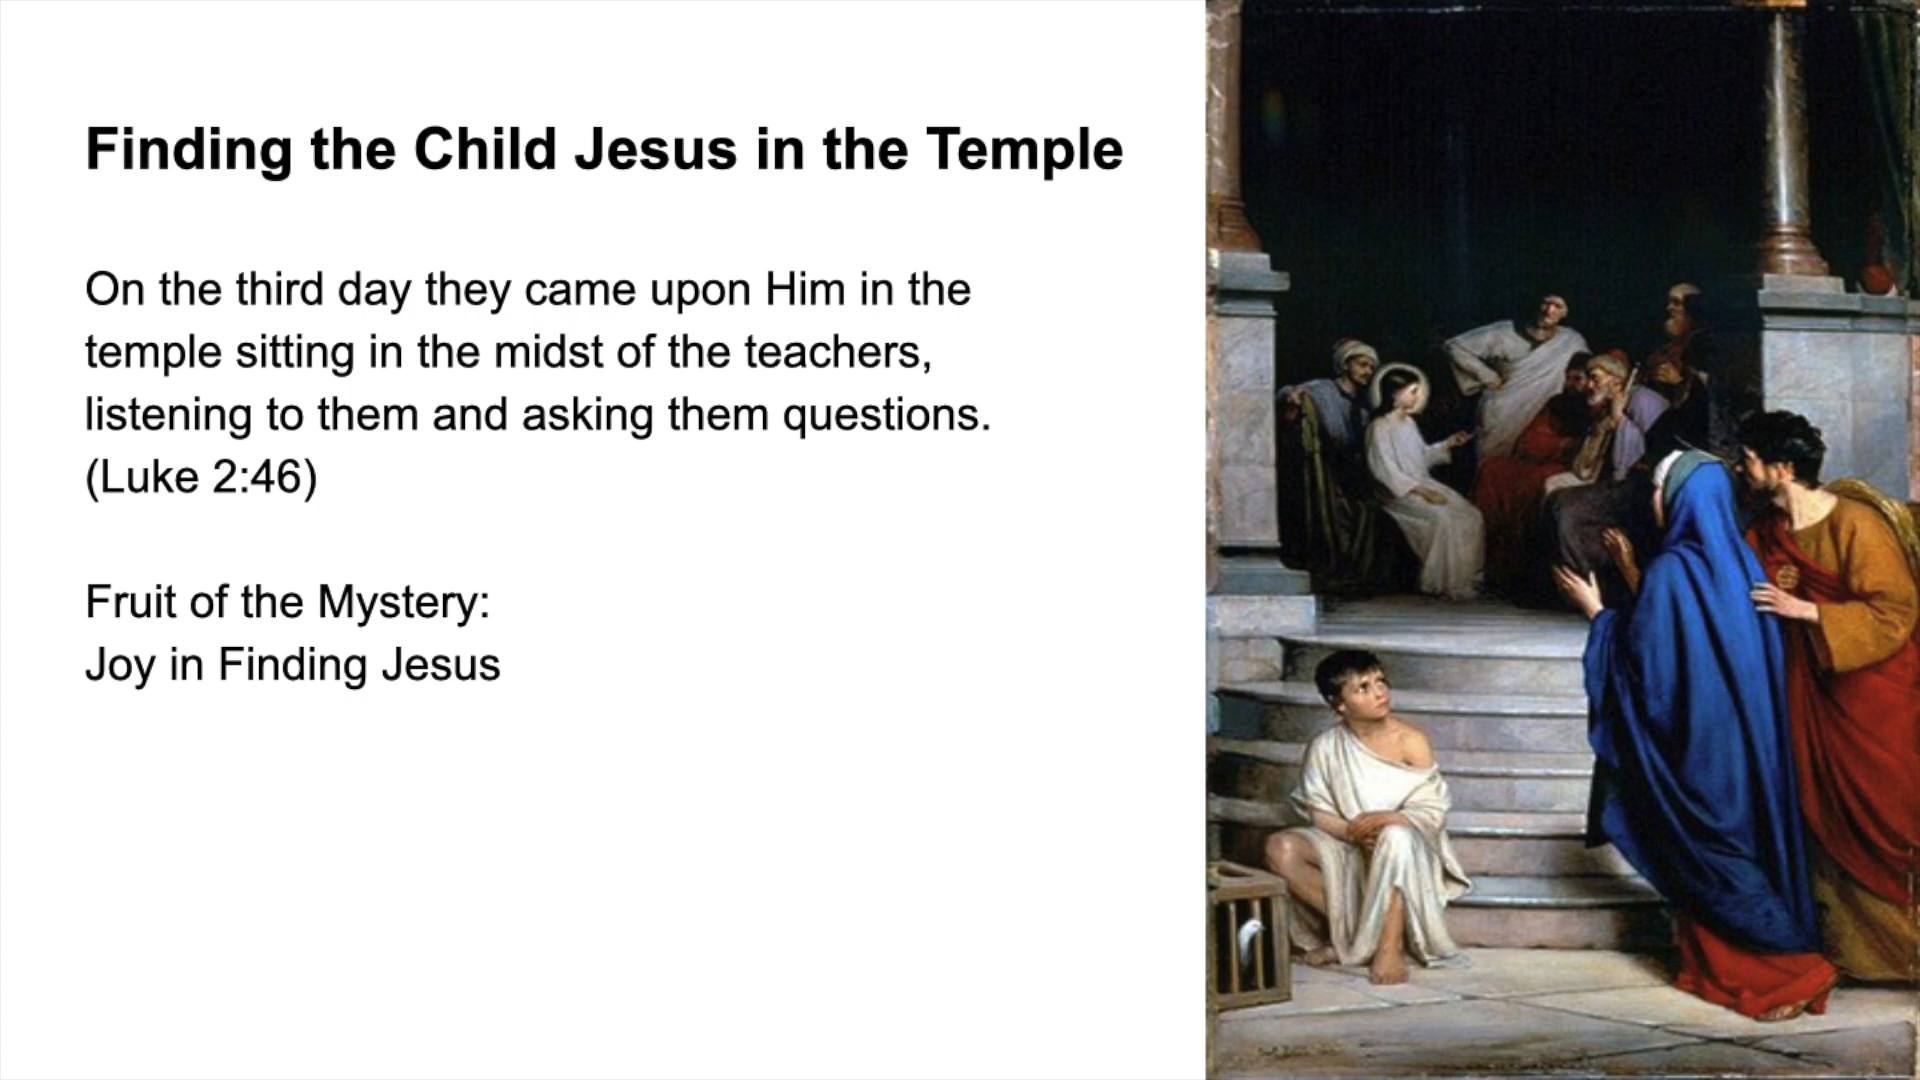 Finding the Child Jesus in the Temple
On the third day they came upon Him in the
temple sitting in the midst of the teachers,
listening to them and asking them questions.
(Luke 2:46)
Fruit of the Mystery:
Joy in Finding Jesus